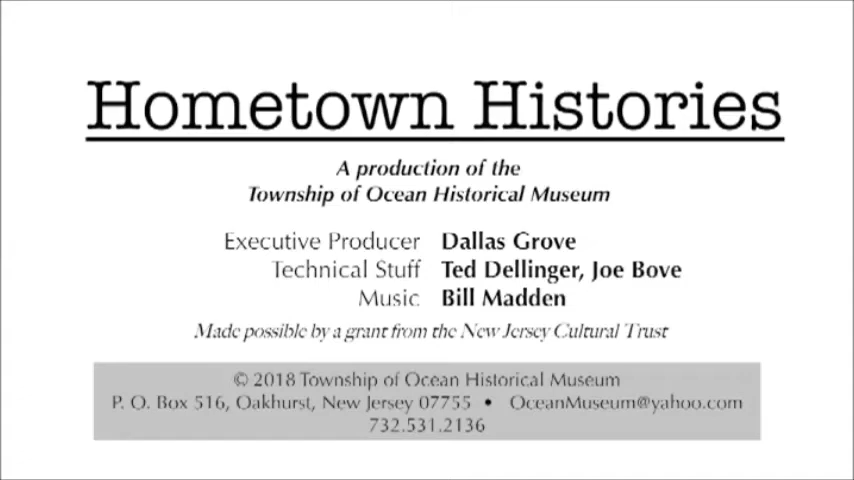 Hometown Histories
A production of the
Township of Ocean Historical Museum
Executive Producer Dallas Grove
Technical Stuff Ted Dellinger, Joe Bove
Music Bill Madden
Made possible by a grant from the New Jersey Cultural Trust
© 2018 Township of Ocean Historical Museum
P. O. Box 516, Oakhurst, New Jersey 07755 • OceanMuseum@yahoo.com
732.531.2136